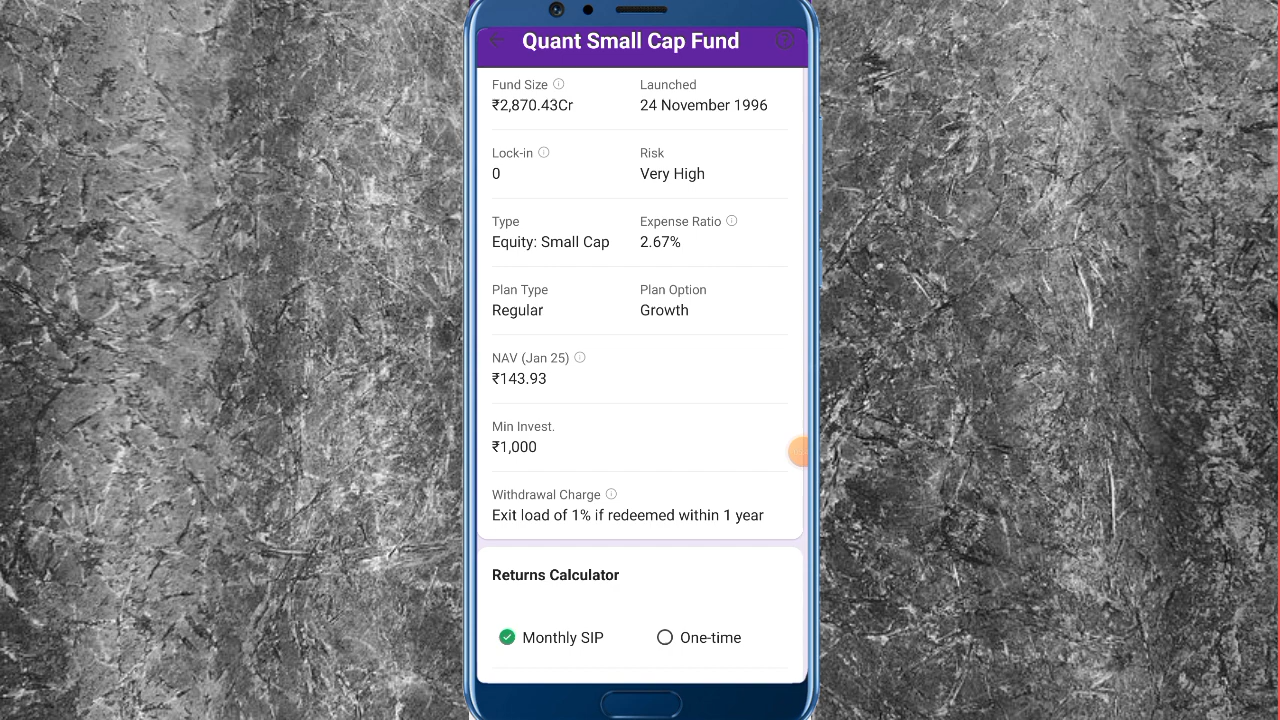 Quant Small Cap Fund
Fund Size Launched
₹2,870.43Cr 24 November 1996
Lock-in Risk
0 Very High
Type Expense Ratio
Equity: Small Cap 2.67%
Plan Type Plan Option
Regular Growth
NAV (Jan 25)
₹143.93
Min Invest.
₹1,000
Withdrawal Charge
Exit load of 1% if redeemed within 1 year
Returns Calculator
Monthly SIP One-time